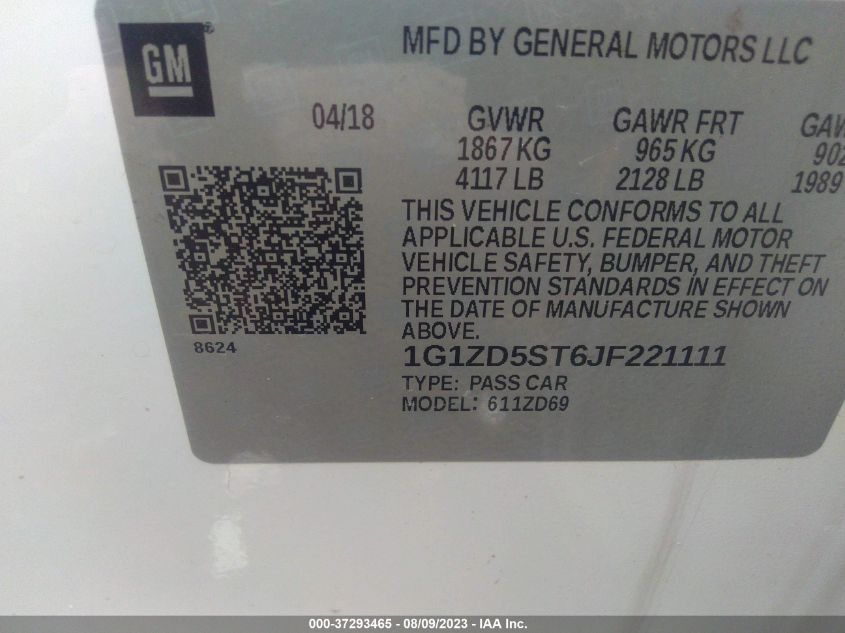 GM®
MFD BY GENERAL MOTORS LLC
04/18 GVWR GAWR FRT
1867 KG 965 KG 902
4117 LB 2128 LB 1989
THIS VEHICLE CONFORMS TO ALL
APPLICABLE U.S. FEDERAL MOTOR
VEHICLE SAFETY, BUMPER, AND THEFT
PREVENTION STANDARDS IN EFFECT ON
THE DATE OF MANUFACTURE SHOWN
ABOVE.
8624
1G1ZD5ST6JF221111
TYPE: PASS CAR
MODEL: 611ZD69
000-37293465 - 08/09/2023 - IAA Inc.